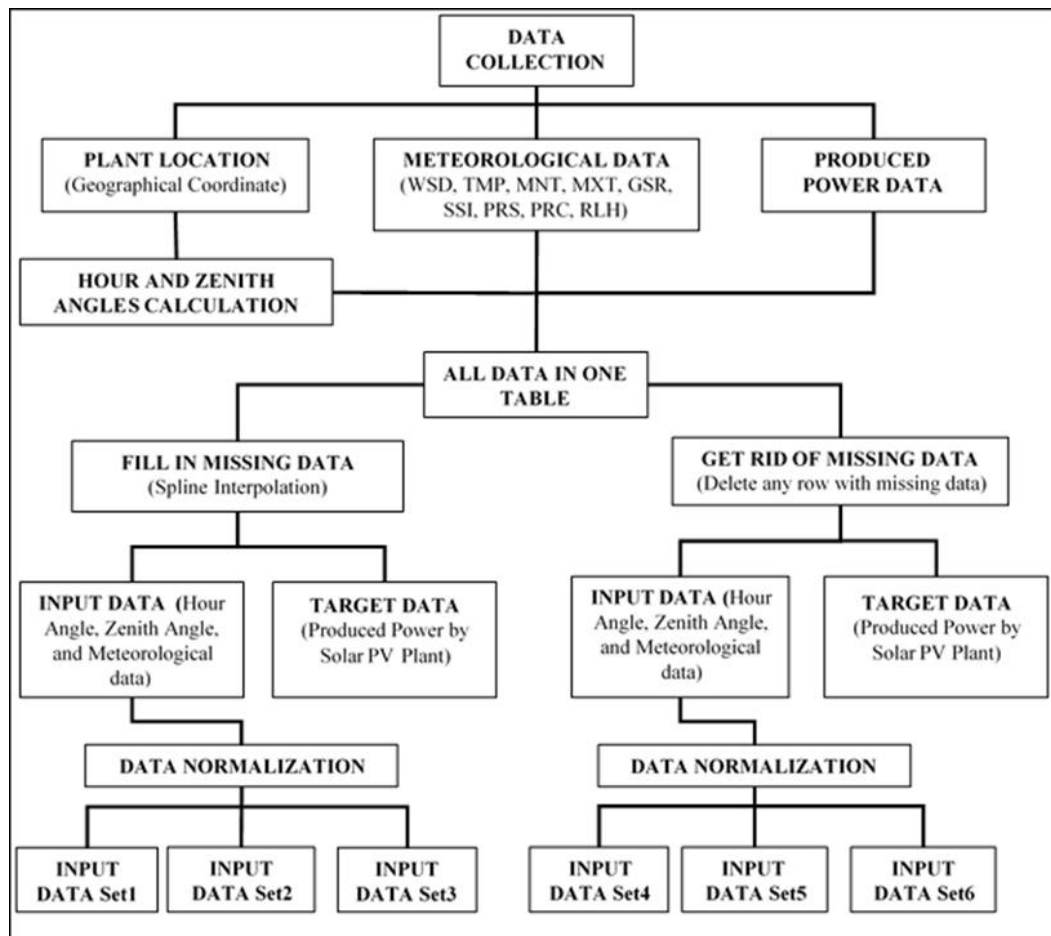 DATA
COLLECTION
PLANT LOCATION
(Geographical Coordinate)
METEOROLOGICAL DATA
(WSD, TMP, MNT, MXT, GSR,
SSI, PRS, PRC, RLH)
PRODUCED
POWER DATA
HOUR AND ZENITH
ANGLES CALCULATION
ALL DATA IN ONE
TABLE
FILL IN MISSING DATA
(Spline Interpolation)
GET RID OF MISSING DATA
(Delete any row with missing data)
INPUT DATA (Hour
Angle, Zenith Angle,
and Meteorological
data)
TARGET DATA
(Produced Power by
Solar PV Plant)
INPUT DATA (Hour
Angle, Zenith Angle,
and Meteorological
data)
TARGET DATA
(Produced Power by
Solar PV Plant)
DATA NORMALIZATION
DATA NORMALIZATION
INPUT
DATA Set1
INPUT
DATA Set2
INPUT
DATA Set3
INPUT
DATA Set4
INPUT
DATA Set5
INPUT
DATA Set6